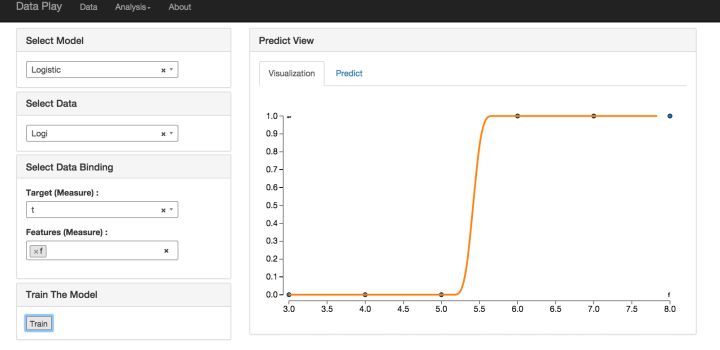 Data Play Data Analysis About
Select Model
Logistic × 
Select Data
Logi ×
Select Data Binding
Target (Measure) :
t ×
Features (Measure) :
×f ×
Train The Model
Train
Predict View
Visualization Predict
1.0
0.9
0.8
0.7
0.6
0.5
0.4
0.3
0.2
0.1
0.0
f
3.0 3.5 4.0 4.5 5.0 5.5 6.0 6.5 7.0 7.5 8.0